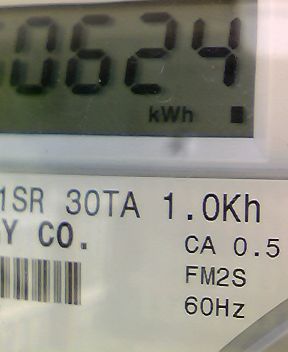 0624
kWh
1SR 30TA 1.0Kh
Y CO.
CA 0.5
FM2S
60Hz